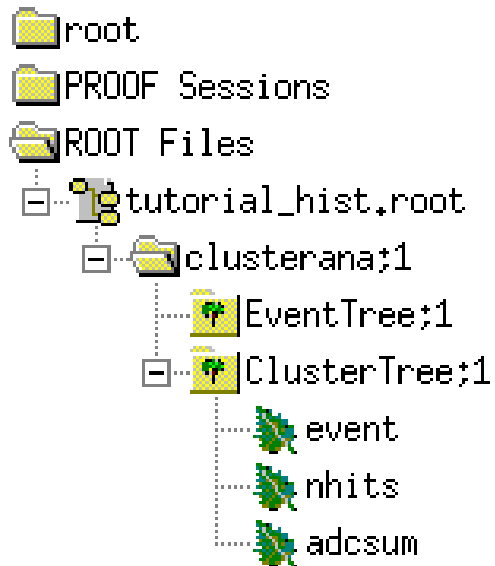 root
PROOF Sessions
ROOT Files
tutorial_hist.root
clusterana;1
EventTree;1
ClusterTree;1
event
nhits
adcsum